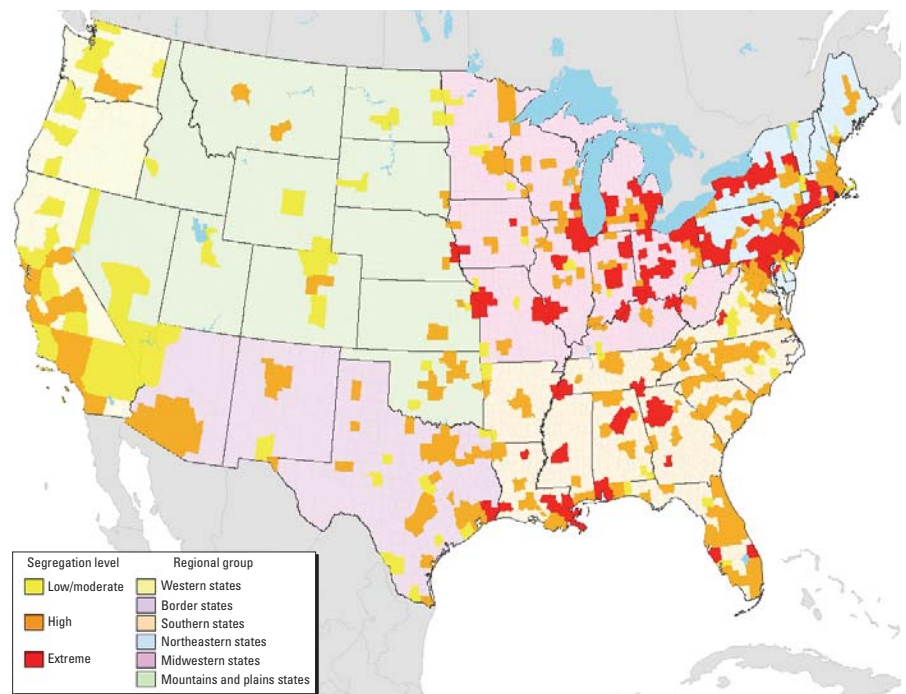 Segregation level
Low/moderate
High
Extreme
Regional group
Western states
Border states
Southern states
Northeastern states
Midwestern states
Mountains and plains states